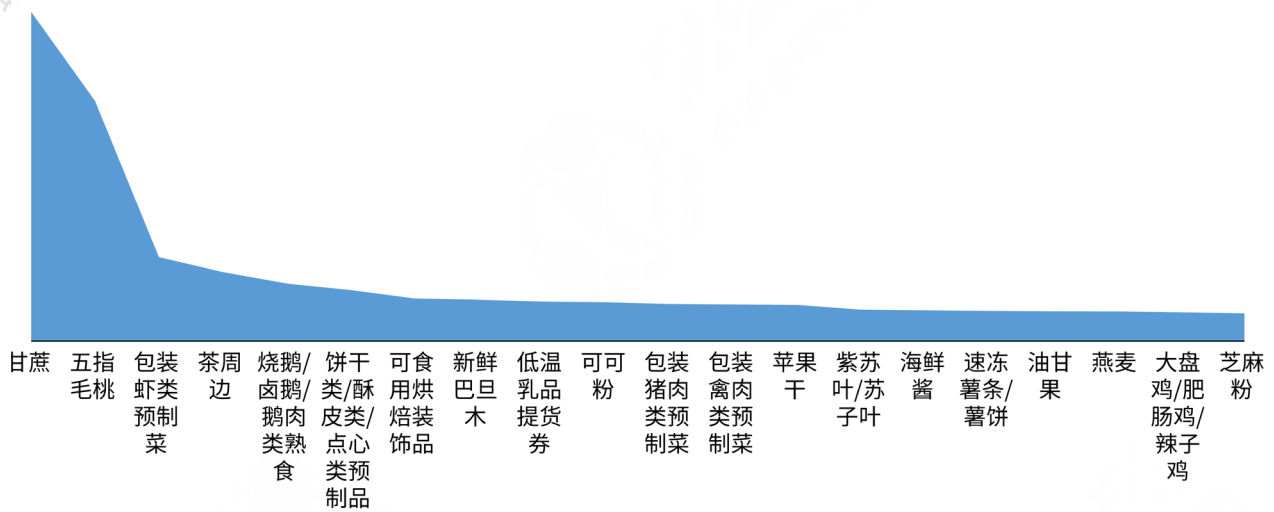 甘蔗
五指
毛桃
包装
虾类
预制
菜
茶周
边
烧鹅/
卤鹅/
鹅肉
类熟
食
饼干
类/酥
皮类/
点心
类预
制品
可食
用烘
焙装
饰品
新鲜
巴旦
木
低温
乳品
提货
券
可可
粉
包装
猪肉
类预
制菜
包装
禽肉
类预
制菜
苹果
干
紫苏
叶/苏
子叶
海鲜
酱
速冻
薯条/
薯饼
油甘
果
燕麦
大盘
鸡/肥
肠鸡/
辣子
鸡
芝麻
粉